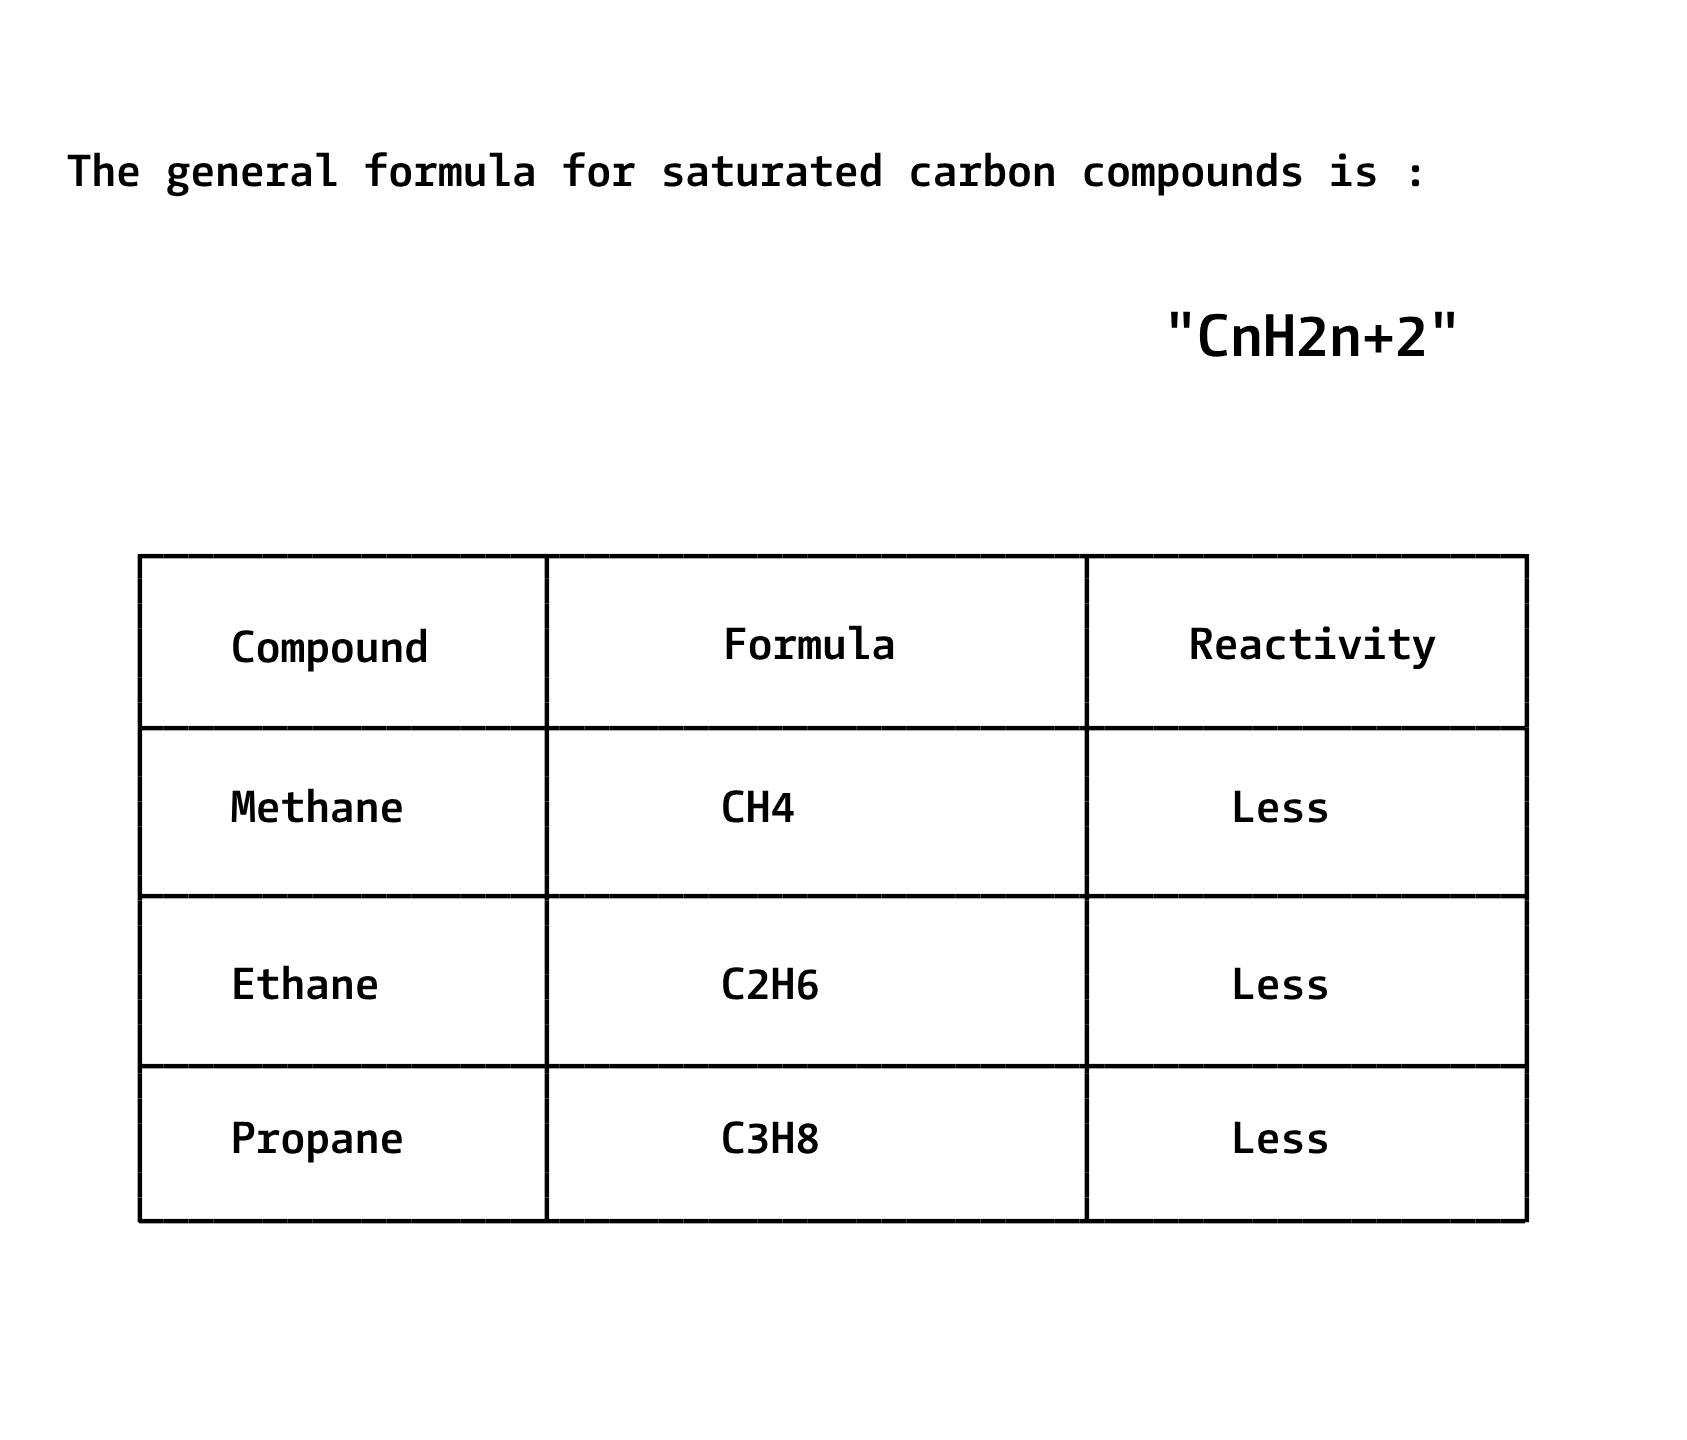 The general formula for saturated carbon compounds is :
"CnH2n+2"
Compound Formula Reactivity
Methane CH4 Less
Ethane C2H6 Less
Propane C3H8 Less